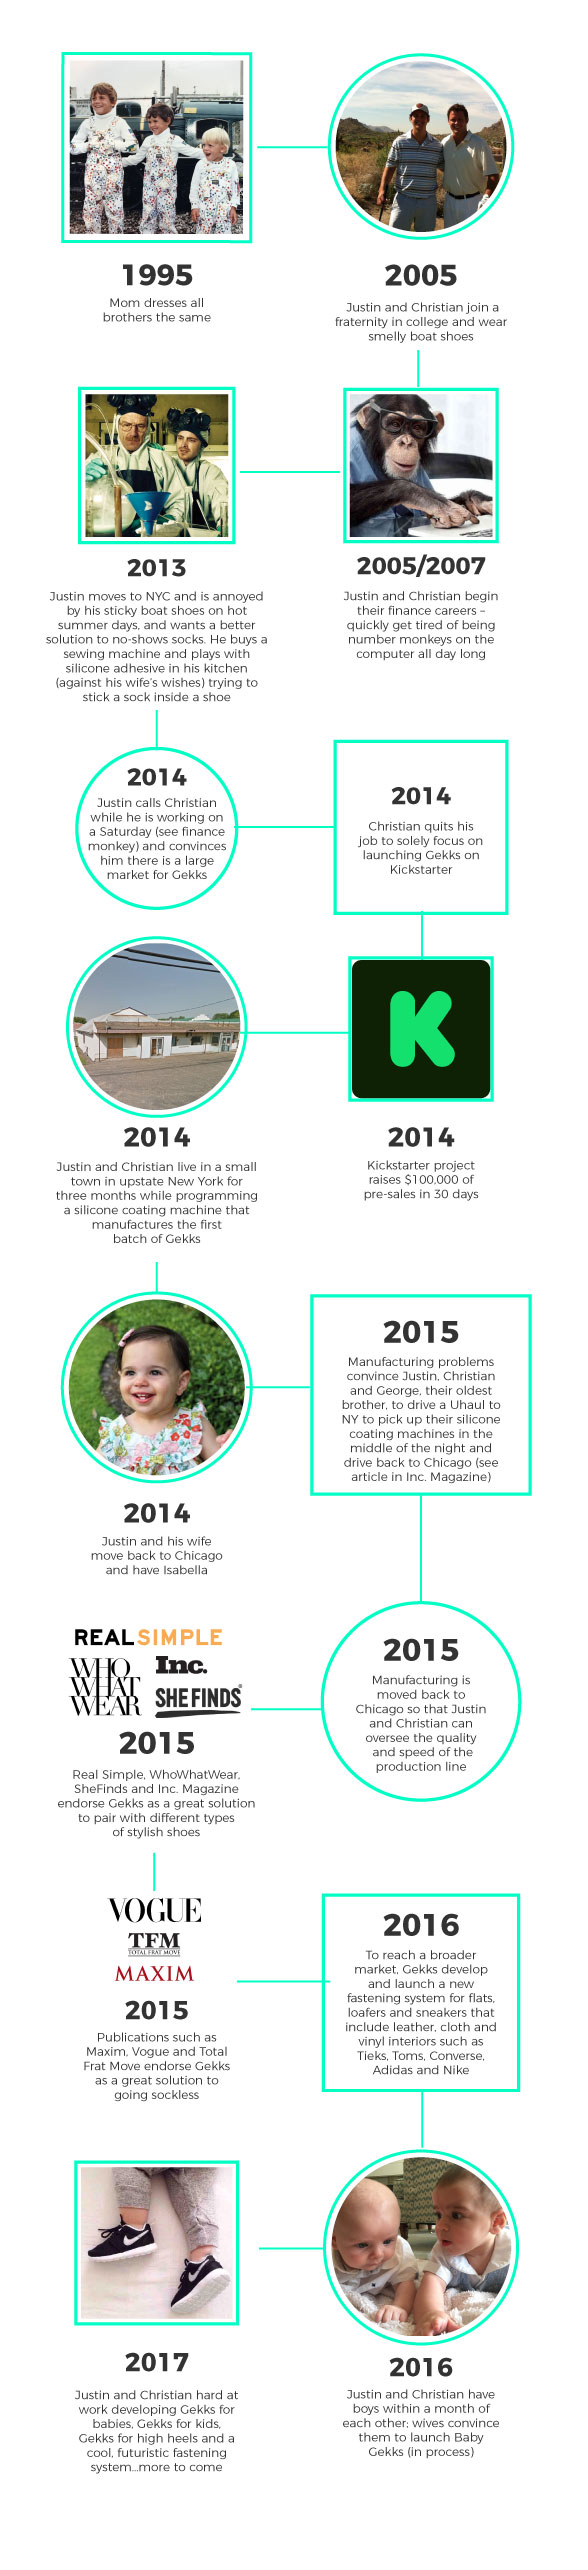 1995
Mom dresses all
brothers the same
2005
Justin and Christian join a
fraternity in college and wear
smelly boat shoes
2005/2007
Justin and Christian begin
their finance careers –
quickly get tired of being
number monkeys on the
computer all day long
2013
Justin moves to NYC and is annoyed
by his sticky boat shoes on hot
summer days, and wants a better
solution to no-shows socks. He buys a
sewing machine and plays with
silicone adhesive in his kitchen
(against his wife's wishes) trying to
stick a sock inside a shoe
2014
Justin calls Christian
while he is working on
a Saturday (see finance
monkey) and convinces
him there is a large
market for Gekks
2014
Christian quits his
job to solely focus on
launching Gekks on
Kickstarter
K
2014
Kickstarter project
raises $100,000 of
pre-sales in 30 days
2014
Justin and Christian live in a small
town in upstate New York for
three months while programming
a silicone coating machine that
manufactures the first
batch of Gekks
2014
Justin and his wife
move back to Chicago
and have Isabella
2015
Manufacturing problems
convince Justin, Christian
and George, their oldest
brother, to drive a Uhaul to
NY to pick up their silicone
coating machines in the
middle of the night and
drive back to Chicago (see
article in Inc. Magazine)
2015
Manufacturing is
moved back to
Chicago so that Justin
and Christian can
oversee the quality
and speed of the
production line
REAL SIMPLE
WHO
WHAT
WEAR
Inc.
SHEFINDS®
2015
Real Simple, WhoWhatWear,
SheFinds and Inc. Magazine
endorse Gekks as a great solution
to pair with different types
of stylish shoes
VOGUE
TFM
TOTAL FRAT MOVE
MAXIM
2015
Publications such as
Maxim, Vogue and Total
Frat Move endorse Gekks
as a great solution to
going sockless
2016
To reach a broader
market, Gekks develop
and launch a new
fastening system for flats,
loafers and sneakers that
include leather, cloth and
vinyl interiors such as
Tieks, Toms, Converse,
Adidas and Nike
2016
Justin and Christian have
boys within a month of
each other; wives convince
them to launch Baby
Gekks (in process)
2017
Justin and Christian hard at
work developing Gekks for
babies, Gekks for kids,
Gekks for high heels and a
cool, futuristic fastening
system...more to come